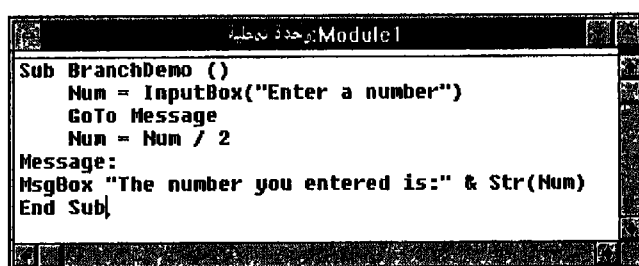 وحدة نمطية:Module1
Sub BranchDemo ()
Num = InputBox("Enter a number")
GoTo Message
Num = Num / 2
Message:
MsgBox "The number you entered is:" & Str(Num)
End Sub